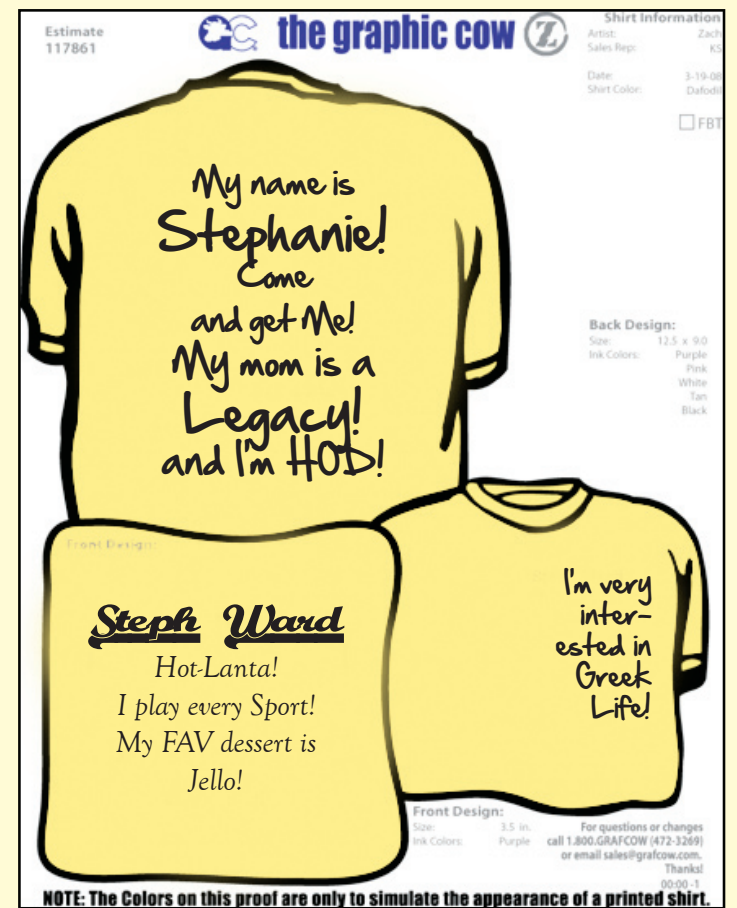 Estimate
117861
GC the graphic cow Z
Shirt Information
Artist: Zach
Sales Rep: KS
Date: 3-19-08
Shirt Color: Dafodil
FBT
My name is
Stephanie!
Come
and get Me!
My mom is a
Legacy!
and I'm HOD!
Back Design:
Size: 12.5 x 9.0
Ink Colors: Purple
Pink
White
Tan
Black
Front Design:
Steph Ward
Hot-Lanta!
I play every Sport!
My FAV dessert is
Jello!
I'm very
inter-
ested in
Greek
Life!
Front Design:
Size: 3.5 in.
Ink Colors: Purple
For questions or changes
call 1.800.GRAFCOW (472-3269)
or email sales@grafcow.com.
Thanks!
00:00 -1
NOTE: The Colors on this proof are only to simulate the appearance of a printed shirt.